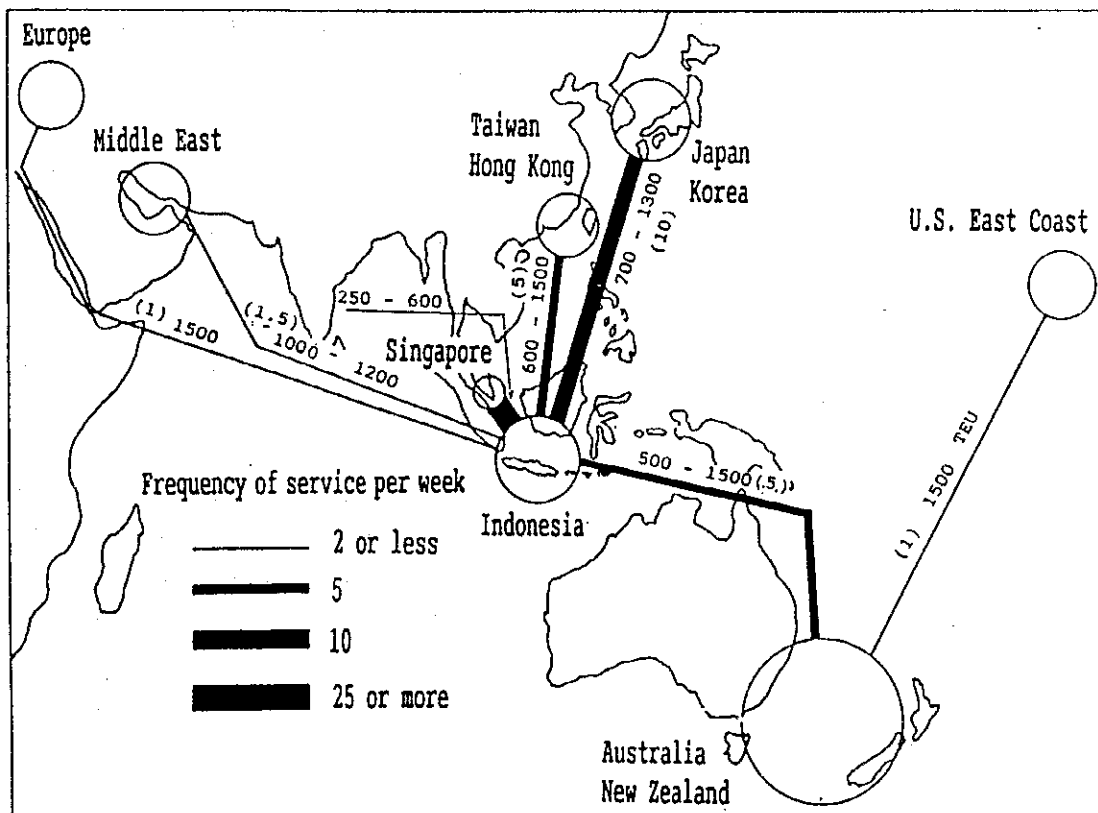 Europe
Middle East
Taiwan
Hong Kong
Japan
Korea
U.S. East Coast
(1) 1500
(1.5)
1000 -
1200
250 - 600
Singapore
(5)
600 - 1500
700 - 1300
(10)
500 - 1500 (5)
(1) 1500 TEU
Indonesia
Frequency of service per week
2 or less
5
10
25 or more
Australia
New Zealand